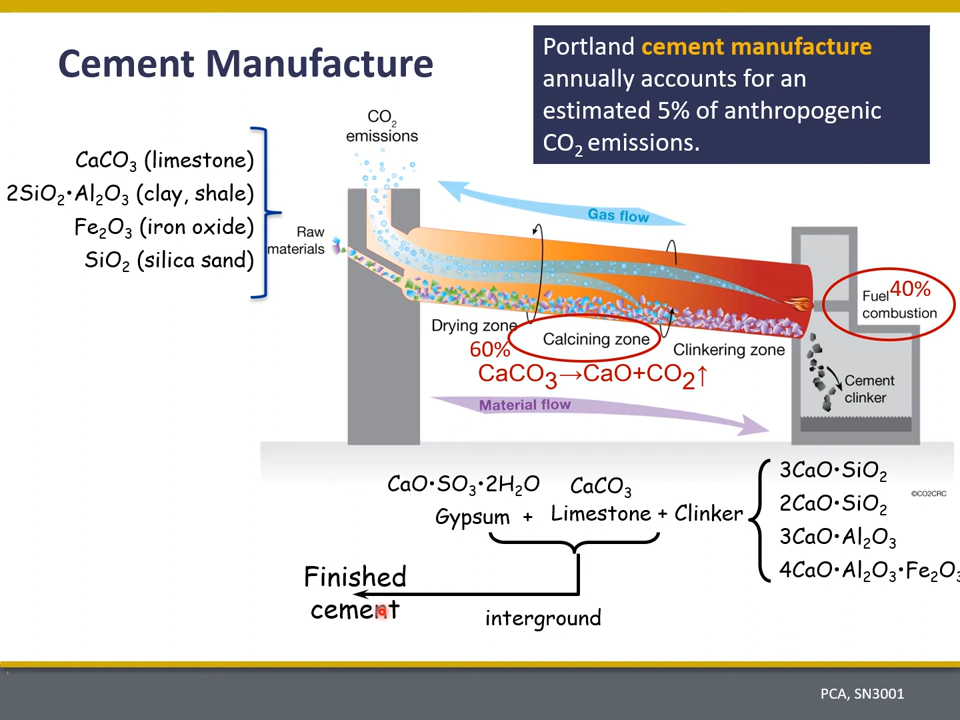 Cement Manufacture
Portland cement manufacture
annually accounts for an
estimated 5% of anthropogenic
CO₂ emissions.
CO₂
emissions
CaCO₃ (limestone)
2SiO₂•Al₂O₃ (clay, shale)
Fe₂O₃ (iron oxide)
SiO₂ (silica sand)
Raw
materials
Gas flow
Fuel 40%
combustion
Drying zone
60%
Calcining zone
Clinkering zone
CaCO₃→CaO+CO₂↑
Cement
clinker
Material flow
CaO•SO₃•2H₂O CaCO₃
Gypsum + Limestone + Clinker
3CaO•SiO₂
2CaO•SiO₂
3CaO•Al₂O₃
4CaO•Al₂O₃•Fe₂O₃
©CO2CRC
Finished
cement
interground
PCA, SN3001